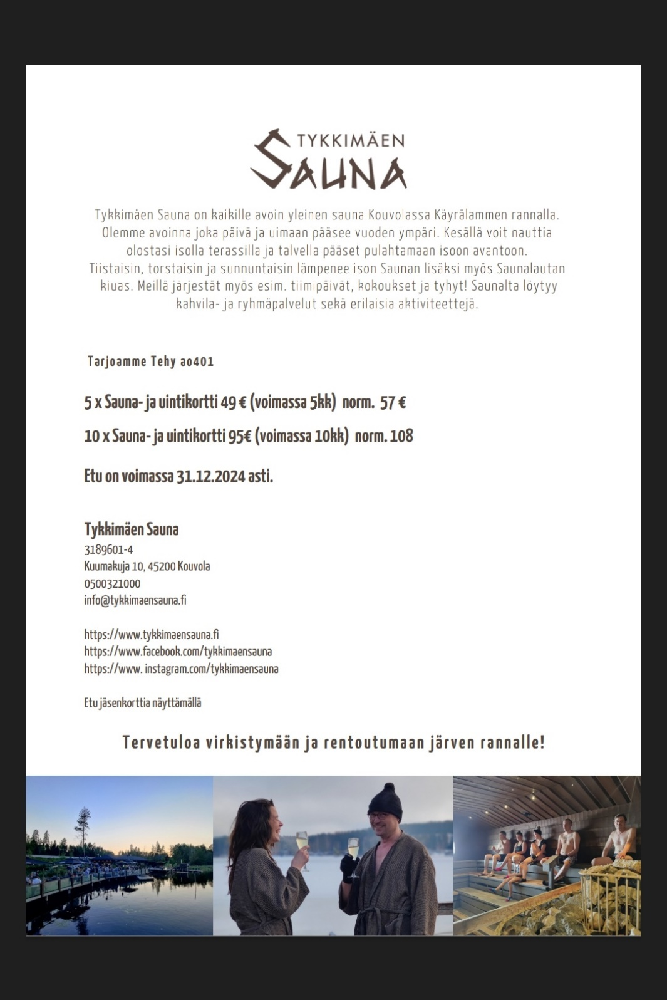 TYKKIMÄEN
SAUNA
Tykkimäen Sauna on kaikille avoin yleinen sauna Kouvolassa Käyrälammen rannalla.
Olemme avoinna joka päivä ja uimaan pääsee vuoden ympäri. Kesällä voit nauttia
olostasi isolla terassilla ja talvella pääset pulahtamaan isoon avantoon.
Tiistaisin, torstaisin ja sunnuntaisin lämpenee ison Saunan lisäksi myös Saunalautan
kiuas. Meillä järjestät myös esim. tiimipäivät, kokoukset ja tyhyt! Saunalta löytyy
kahvila- ja ryhmäpalvelut sekä erilaisia aktiviteettejä.
Tarjoamme Tehy ao401
5 x Sauna- ja uintikortti 49 € (voimassa 5kk) norm. 57 €
10 x Sauna- ja uintikortti 95€ (voimassa 10kk) norm. 108
Etu on voimassa 31.12.2024 asti.
Tykkimäen Sauna
3189601-4
Kuumakuja 10, 45200 Kouvola
0500321000
info@tykkimaensauna.fi
https://www.tykkimaensauna.fi
https://www.facebook.com/tykkimaensauna
https://www. instagram.com/tykkimaensauna
Etu jäsenkorttia näyttämällä
Tervetuloa virkistymään ja rentoutumaan järven rannalle!